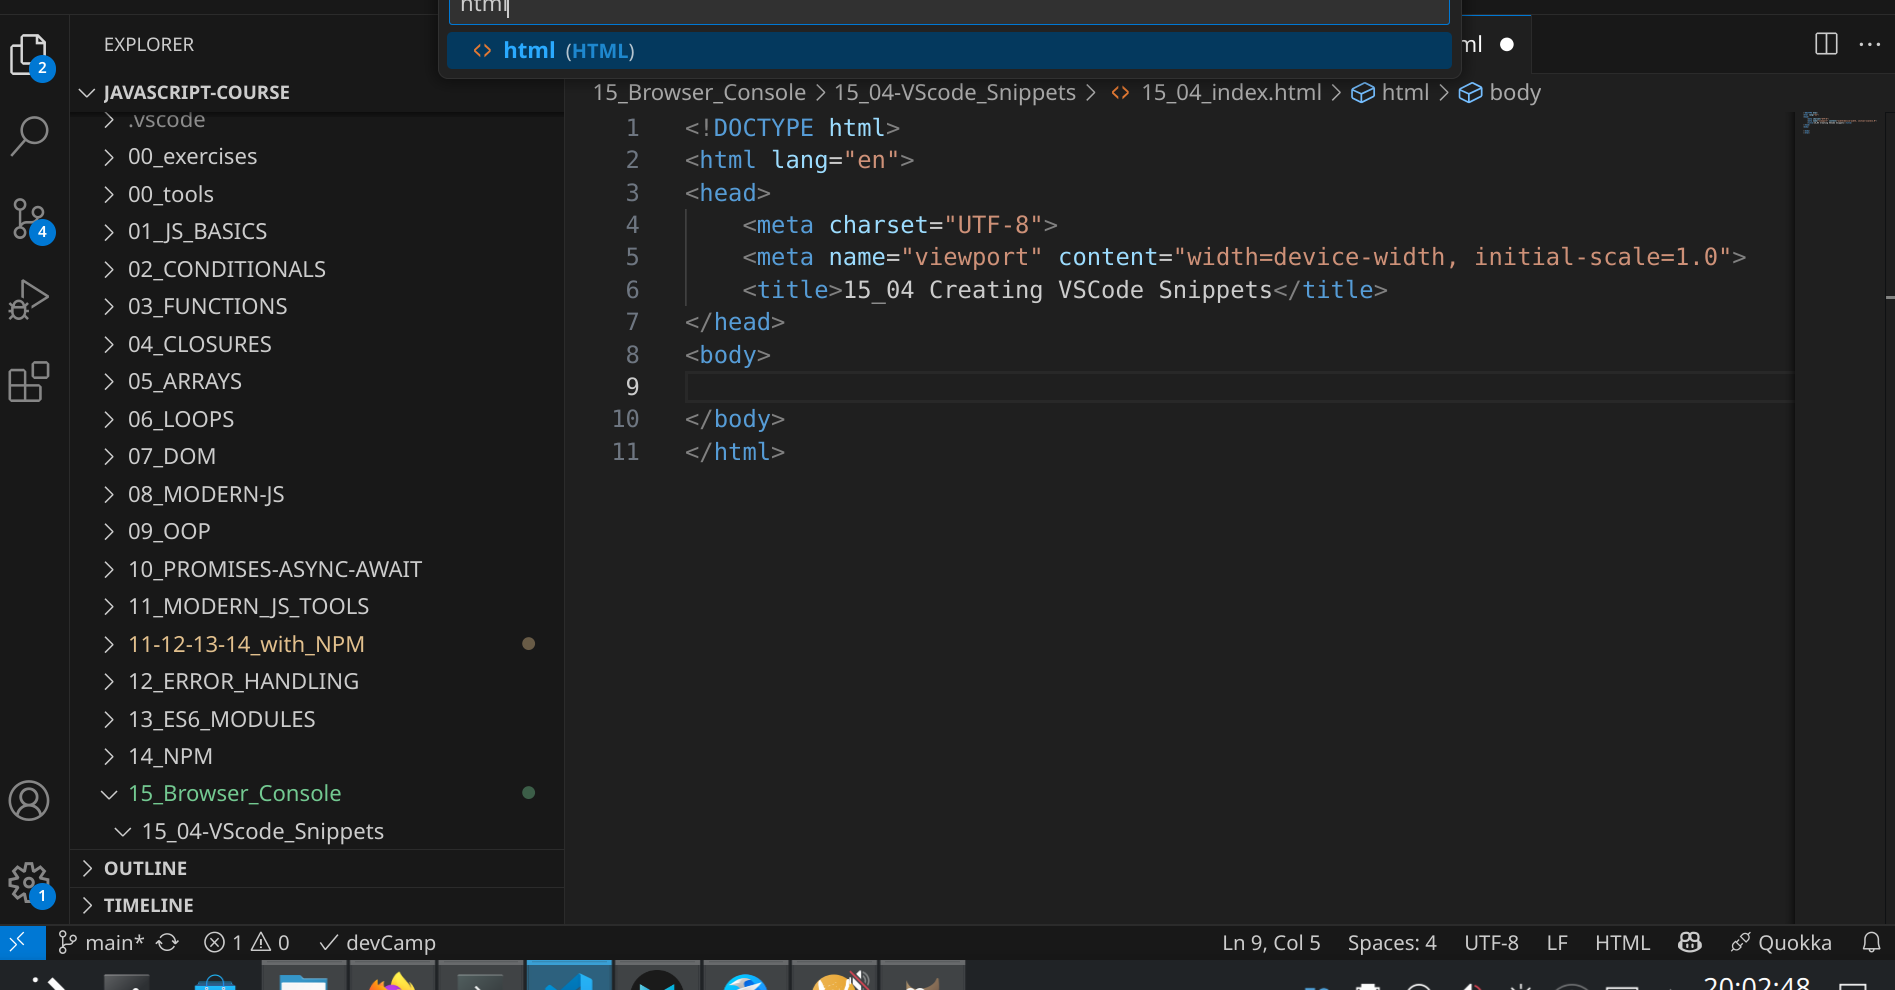 html
html (HTML)
EXPLORER
ml
2
JAVASCRIPT-COURSE
15_Browser_Console > 15_04-VScode_Snippets > <> 15_04_index.html > html > body
.vscode
00_exercises
00_tools
01_JS_BASICS
02_CONDITIONALS
03_FUNCTIONS
04_CLOSURES
05_ARRAYS
06_LOOPS
07_DOM
08_MODERN-JS
09_OOP
10_PROMISES-ASYNC-AWAIT
11_MODERN_JS_TOOLS
11-12-13-14_with_NPM
12_ERROR_HANDLING
13_ES6_MODULES
14_NPM
15_Browser_Console
15_04-VScode_Snippets
OUTLINE
TIMELINE
4
1
1 <!DOCTYPE html>
2 <html lang="en">
3 <head>
4 <meta charset="UTF-8">
5 <meta name="viewport" content="width=device-width, initial-scale=1.0">
6 <title>15_04 Creating VSCode Snippets</title>
7 </head>
8 <body>
9
10 </body>
11 </html>
main* 1 0 devCamp Ln 9, Col 5 Spaces: 4 UTF-8 LF HTML Quokka
20:02:48